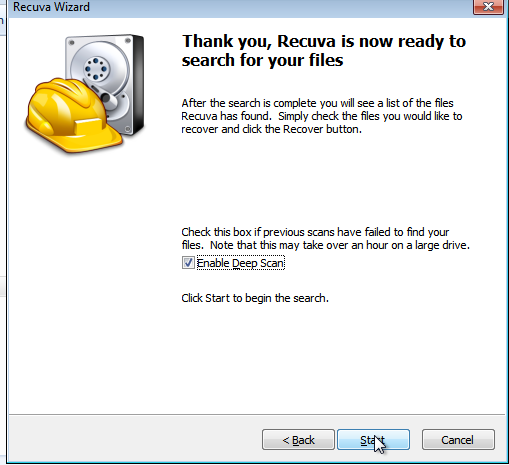 Recuva Wizard
Thank you, Recuva is now ready to
search for your files
After the search is complete you will see a list of the files
Recuva has found.  Simply check the files you would like to
recover and click the Recover button.
Check this box if previous scans have failed to find your
files.  Note that this may take over an hour on a large drive.
Enable Deep Scan
Click Start to begin the search.
< Back
Start
Cancel